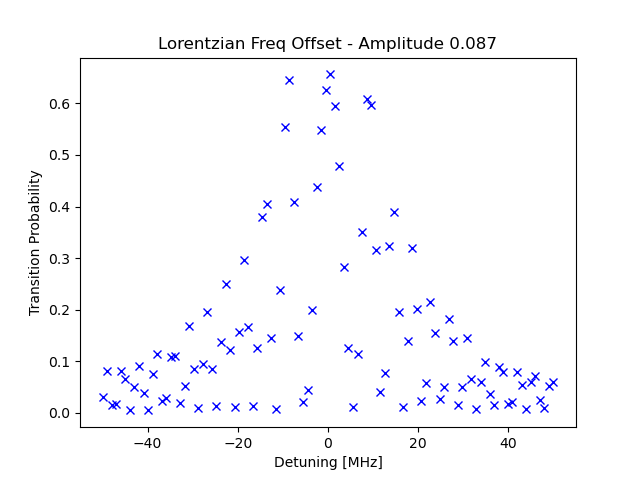 Lorentzian Freq Offset - Amplitude 0.087
0.6
0.5
0.4
0.3
0.2
0.1
0.0
Transition Probability
−40 −20 0 20 40
Detuning [MHz]